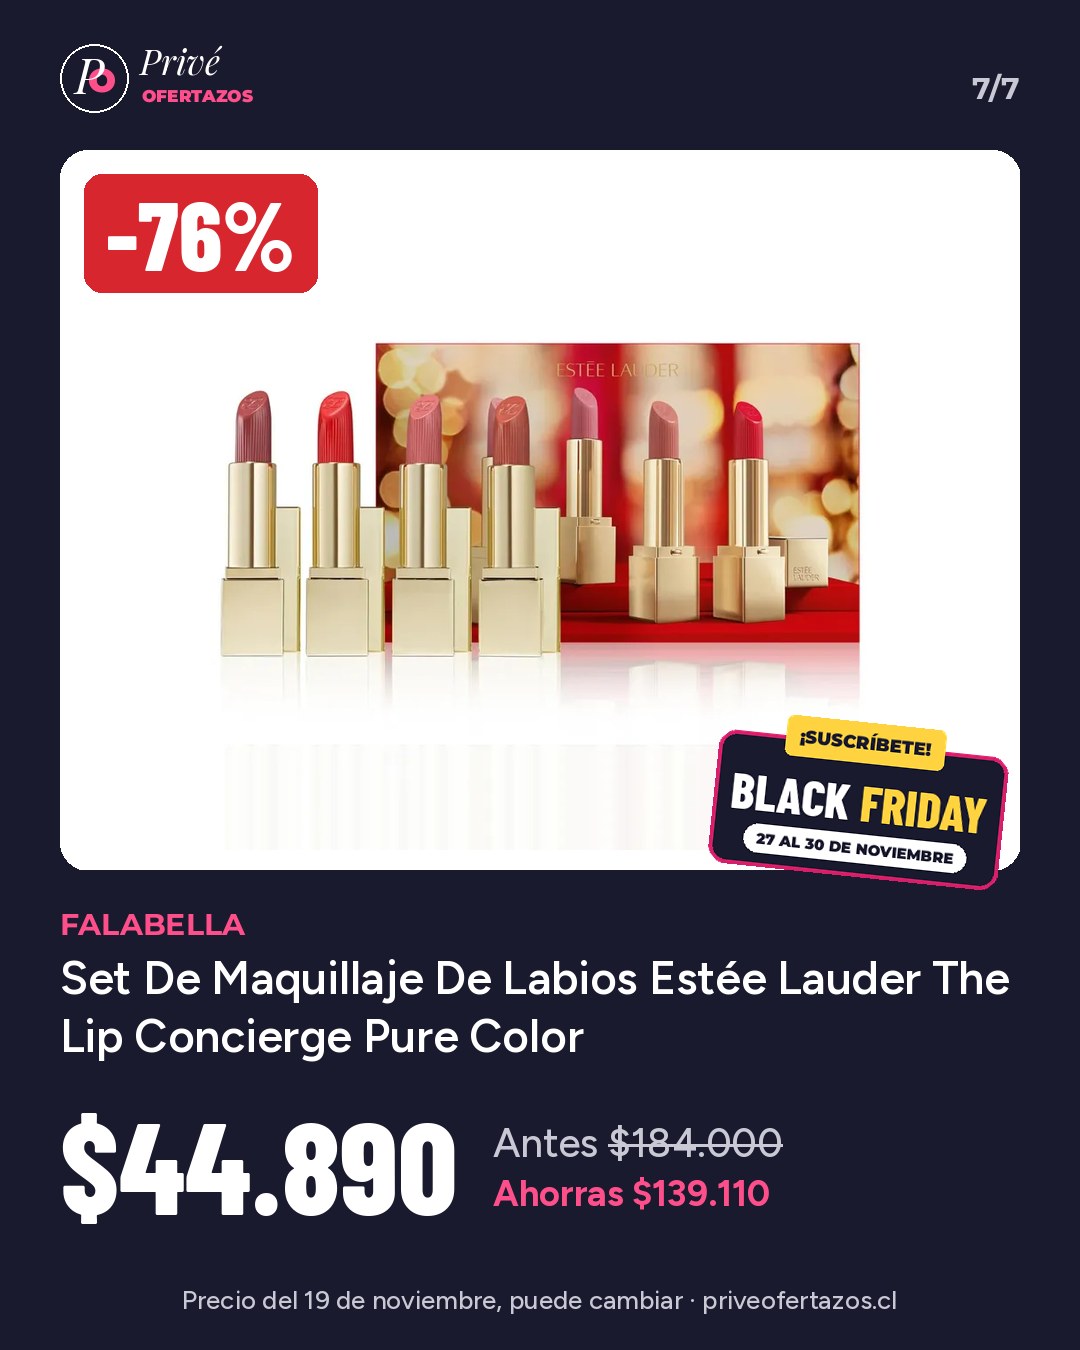 Privé
OFERTAZOS
7/7
-76%
ESTĒE LAUDER
ESTĒE
LAUDER
¡SUSCRÍBETE!
BLACK FRIDAY
27 AL 30 DE NOVIEMBRE
FALABELLA
Set De Maquillaje De Labios Estée Lauder The
Lip Concierge Pure Color
$44.890
Antes $184.000
Ahorras $139.110
Precio del 19 de noviembre, puede cambiar · priveofertazos.cl